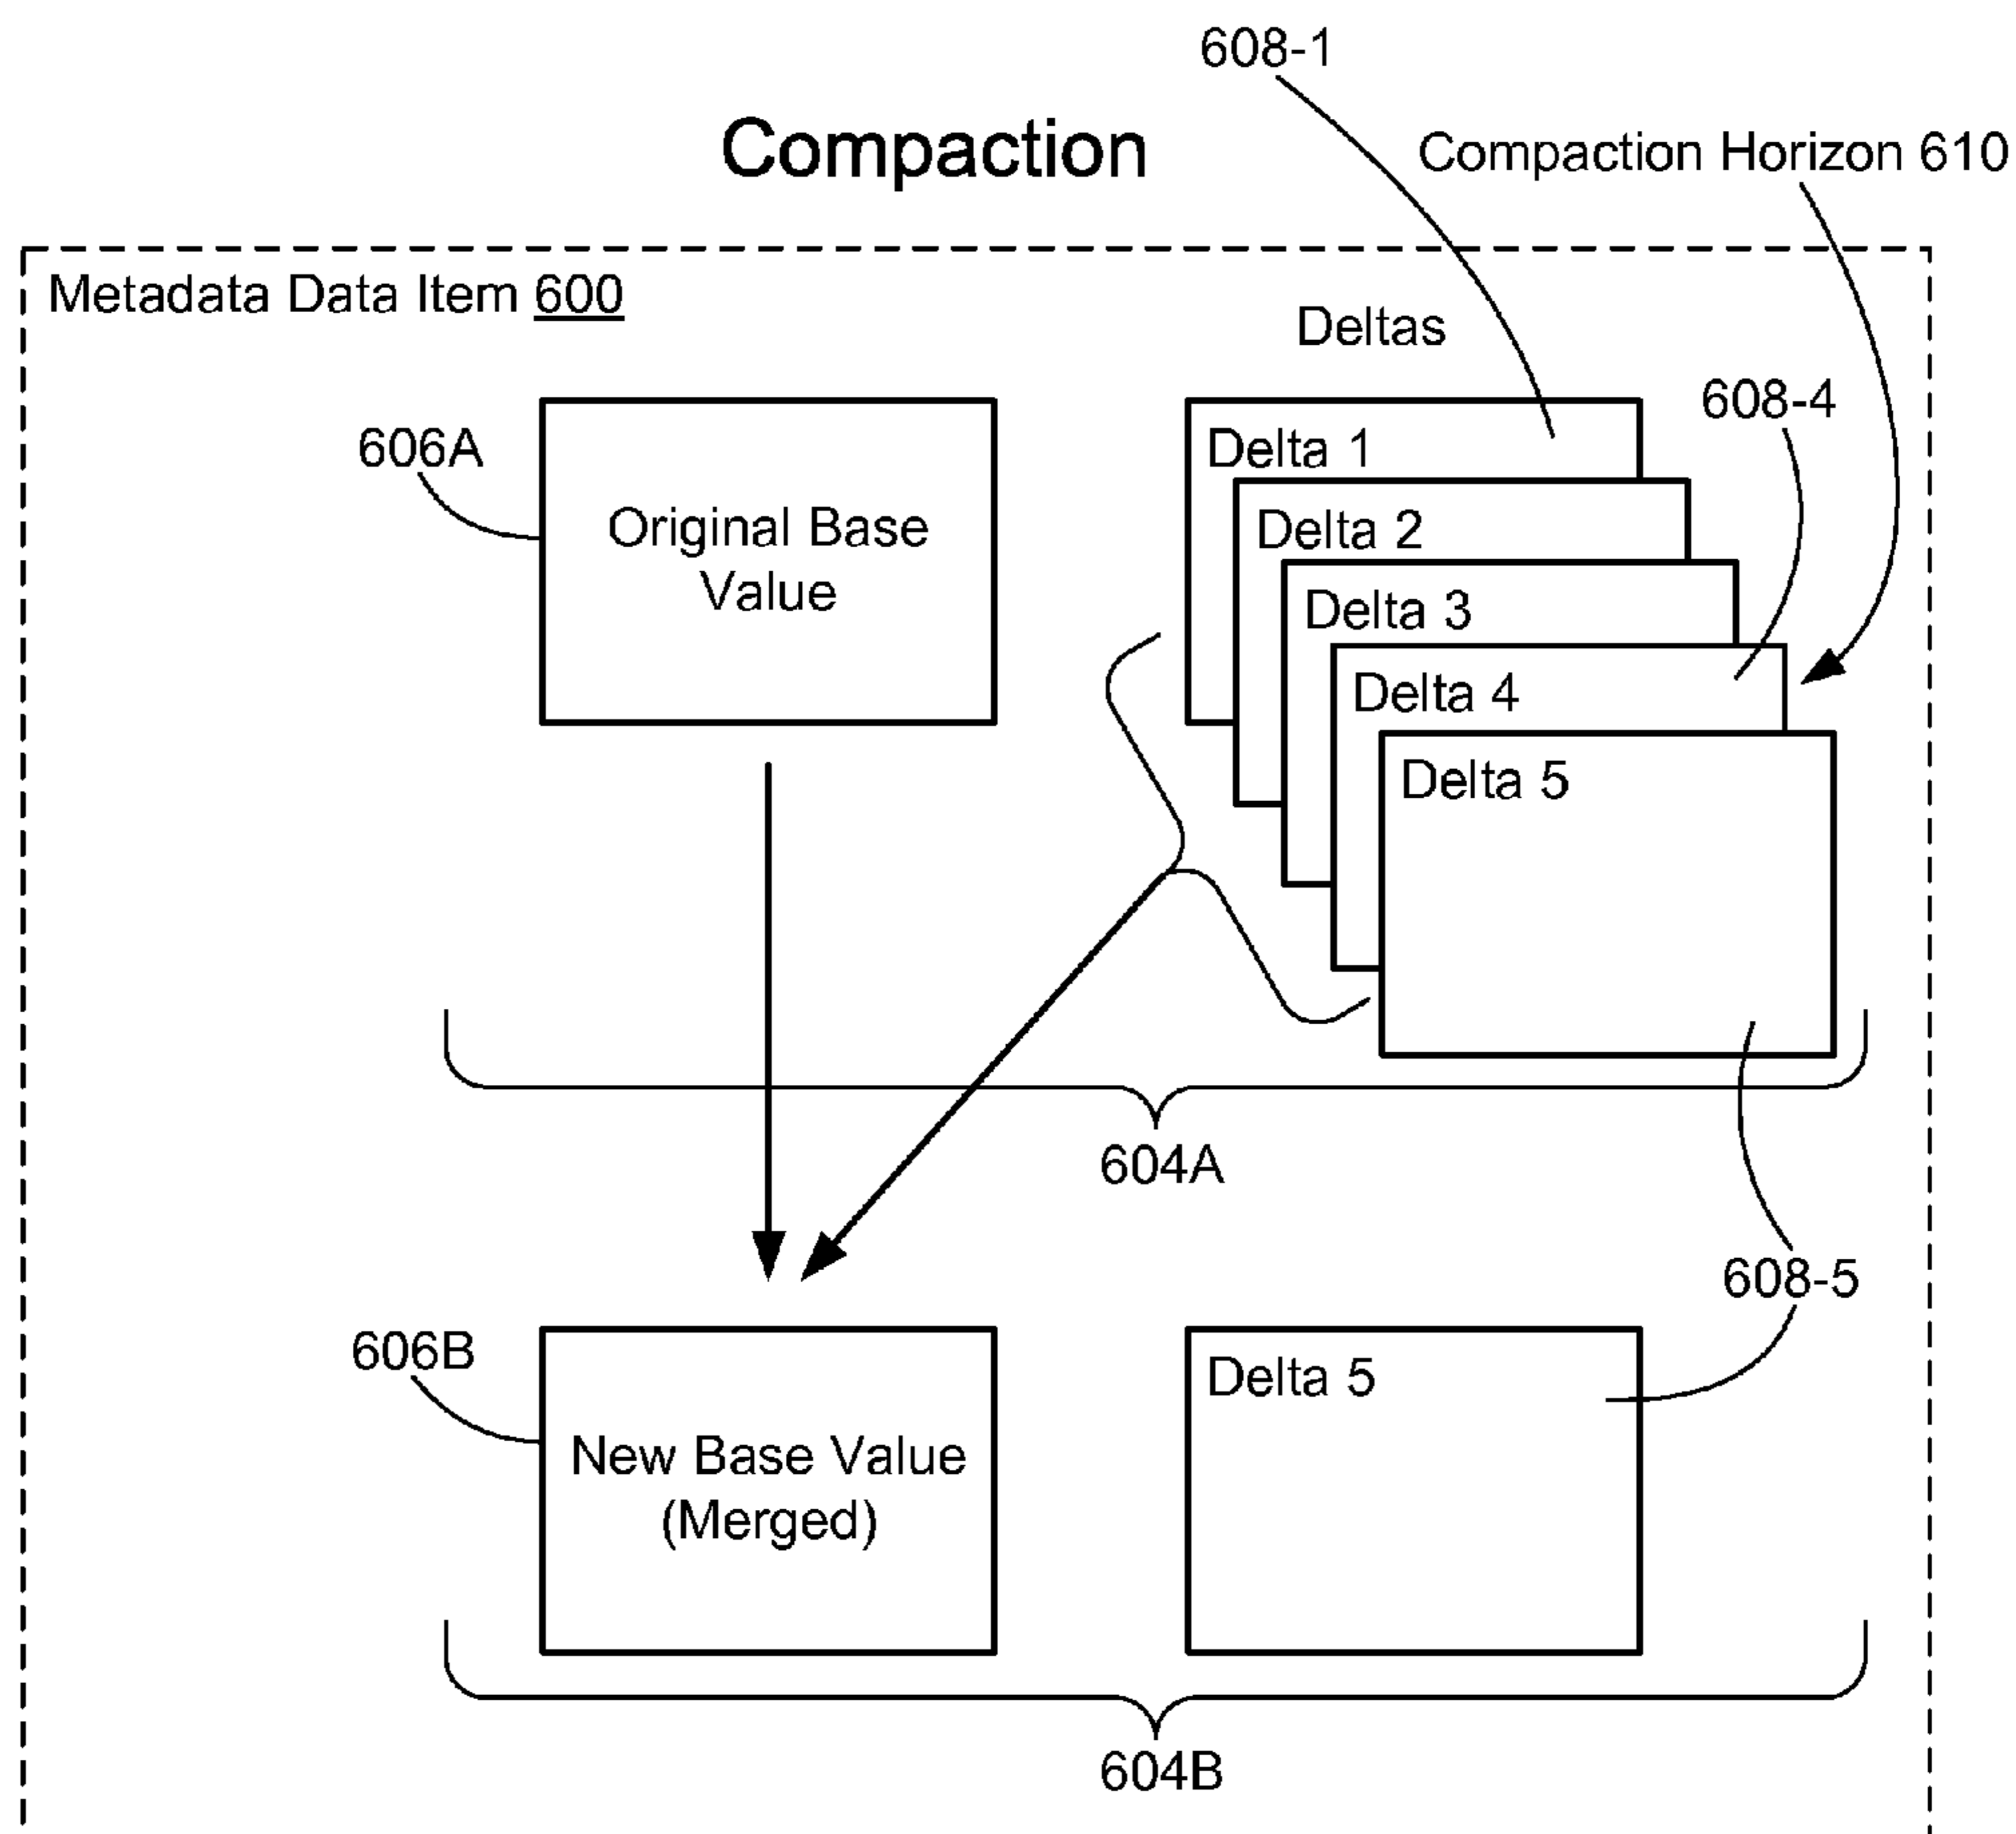 608-1
Compaction
Compaction Horizon 610
Metadata Data Item 600
Deltas
608-4
606A
Original Base
Value
Delta 1
Delta 2
Delta 3
Delta 4
Delta 5
604A
608-5
606B
New Base Value
(Merged)
Delta 5
604B